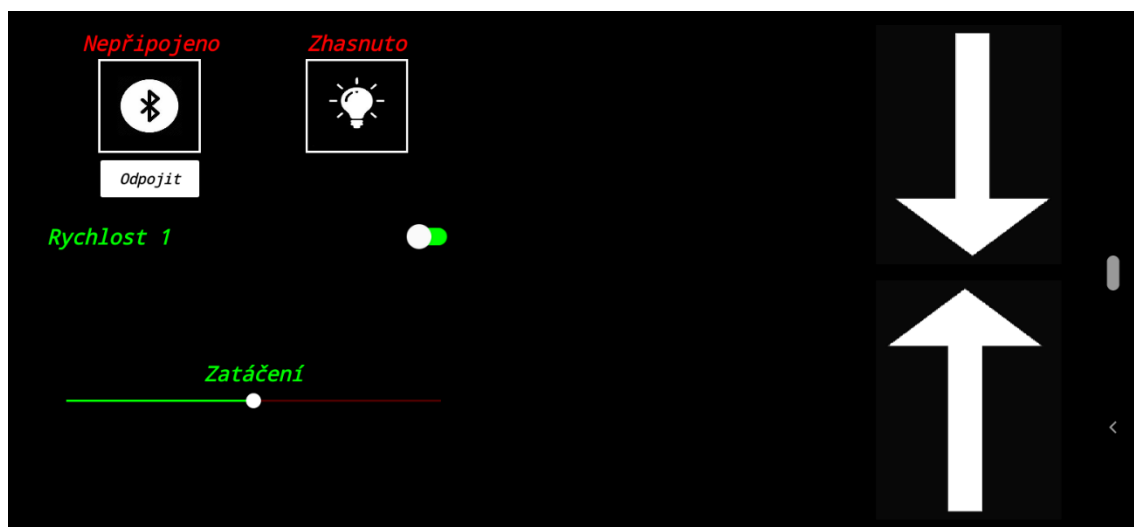 Nepřipojeno
Zhasnuto
Odpojit
Rychlost 1
Zatáčení